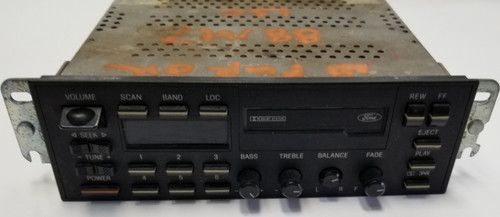 VOLUME
SCAN BAND LOC
REW FF
Ford
◁ SEEK ▷
TUNE
EJECT
PLAY
1 2 3
BASS TREBLE BALANCE FADE
POWER
4 5 6
L R F